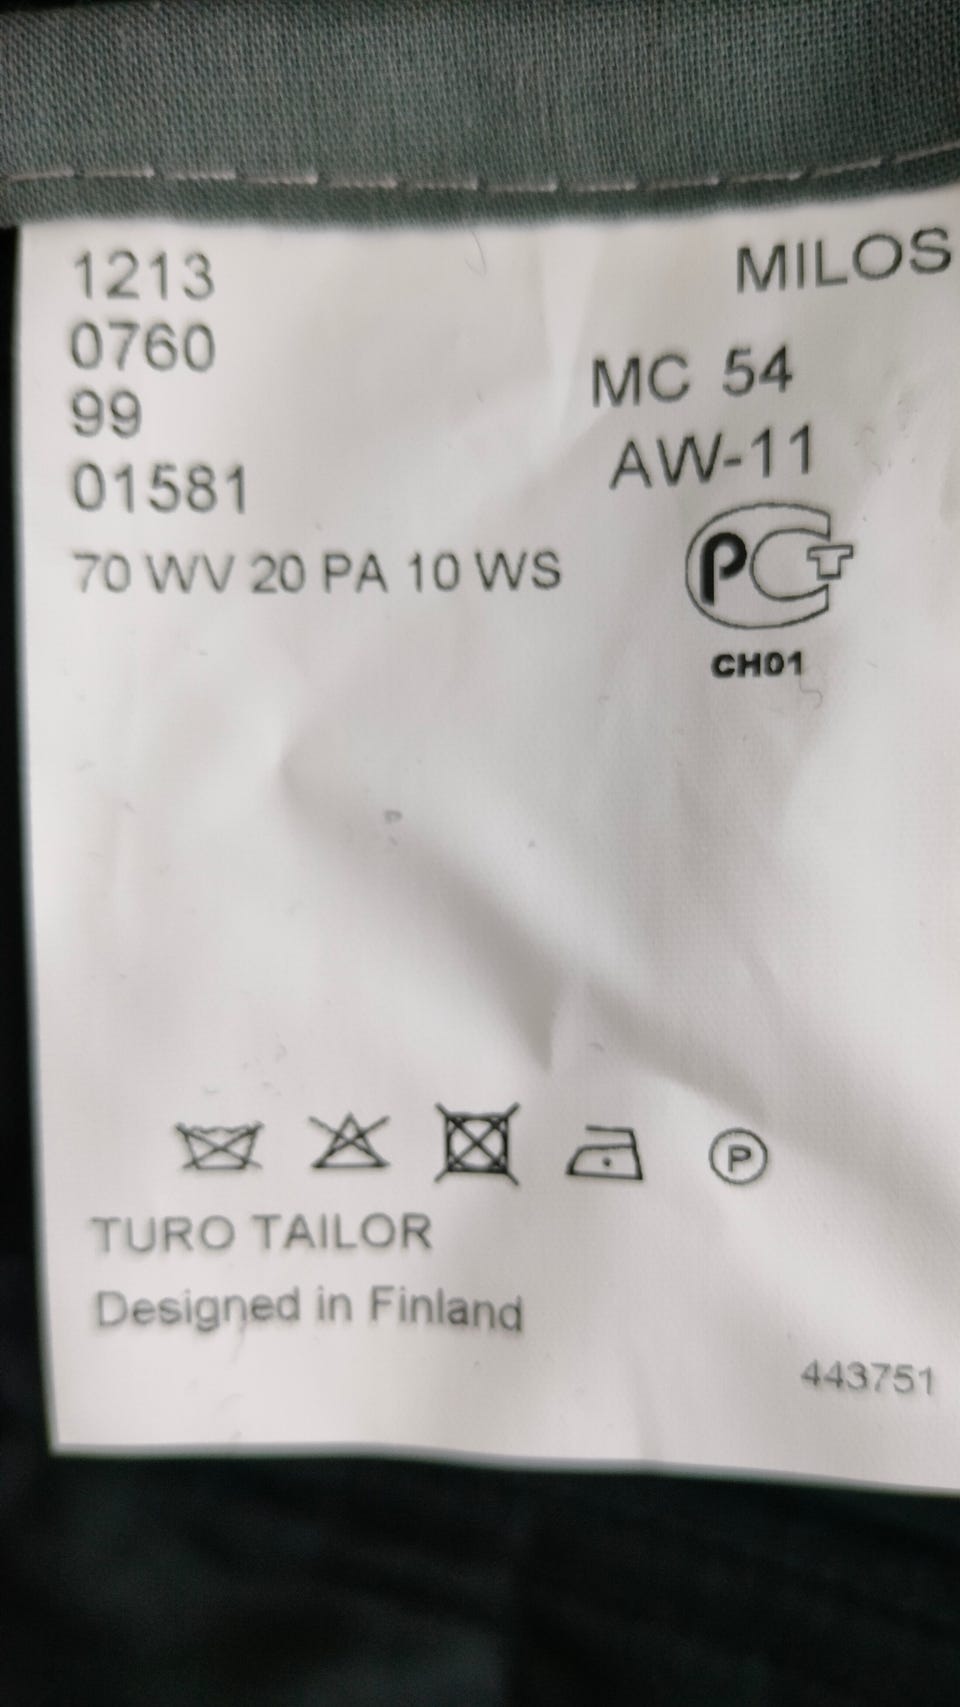 1213
MILOS
0760
MC 54
99
AW-11
01581
70 WV 20 PA 10 WS
PCT
CH01
P
TURO TAILOR
Designed in Finland
443751